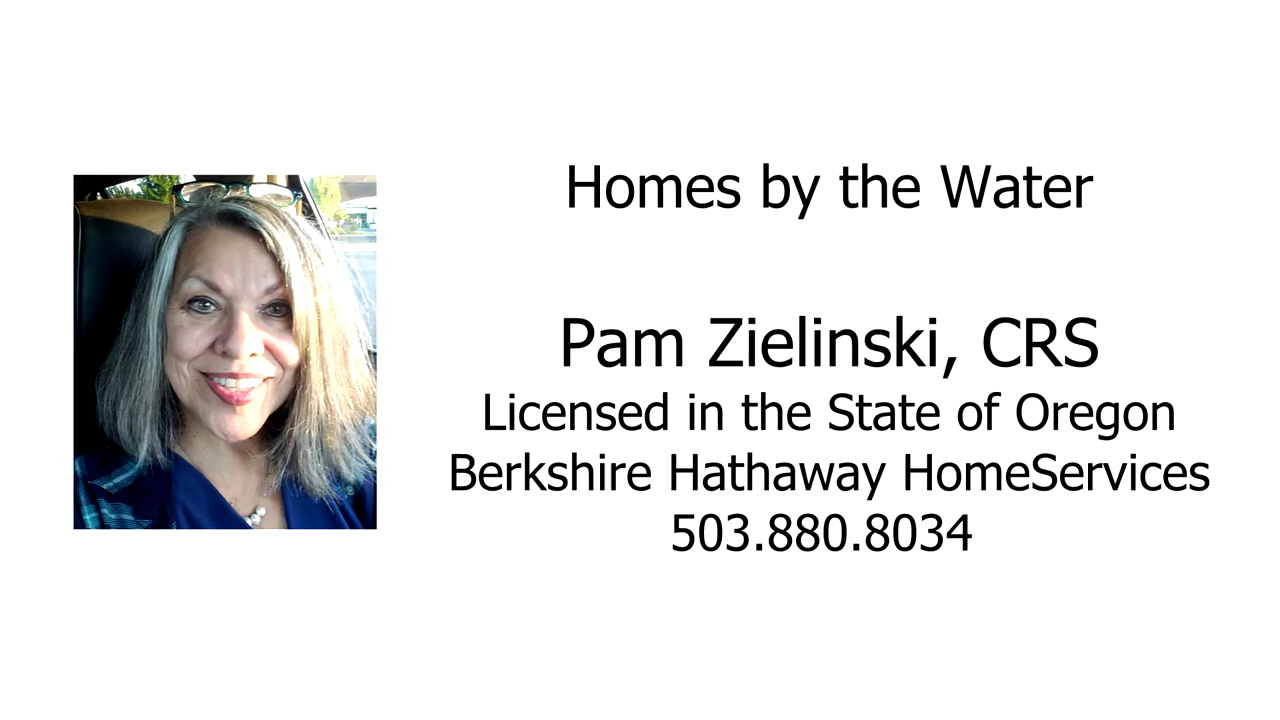 Homes by the Water
Pam Zielinski, CRS
Licensed in the State of Oregon
Berkshire Hathaway HomeServices
503.880.8034